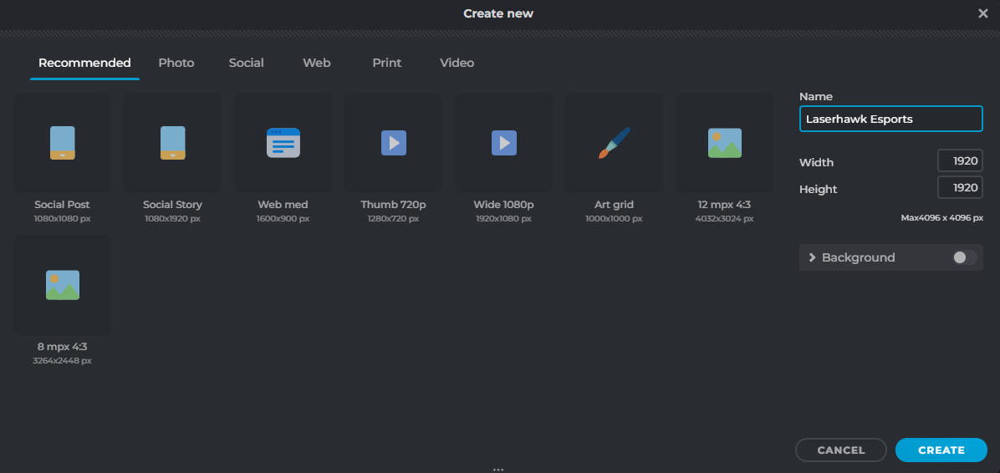 Create new
Recommended Photo Social Web Print Video
Name
Laserhawk Esports
Width 1920
Height 1920
Max4096 x 4096 px
Background
Social Post Social Story Web med Thumb 720p Wide 1080p Art grid 12 mpx 4:3
1080x1080 px 1080x1920 px 1600x900 px 1280x720 px 1920x1080 px 1000x1000 px 4032x3024 px
8 mpx 4:3
3264x2448 px
CANCEL CREATE